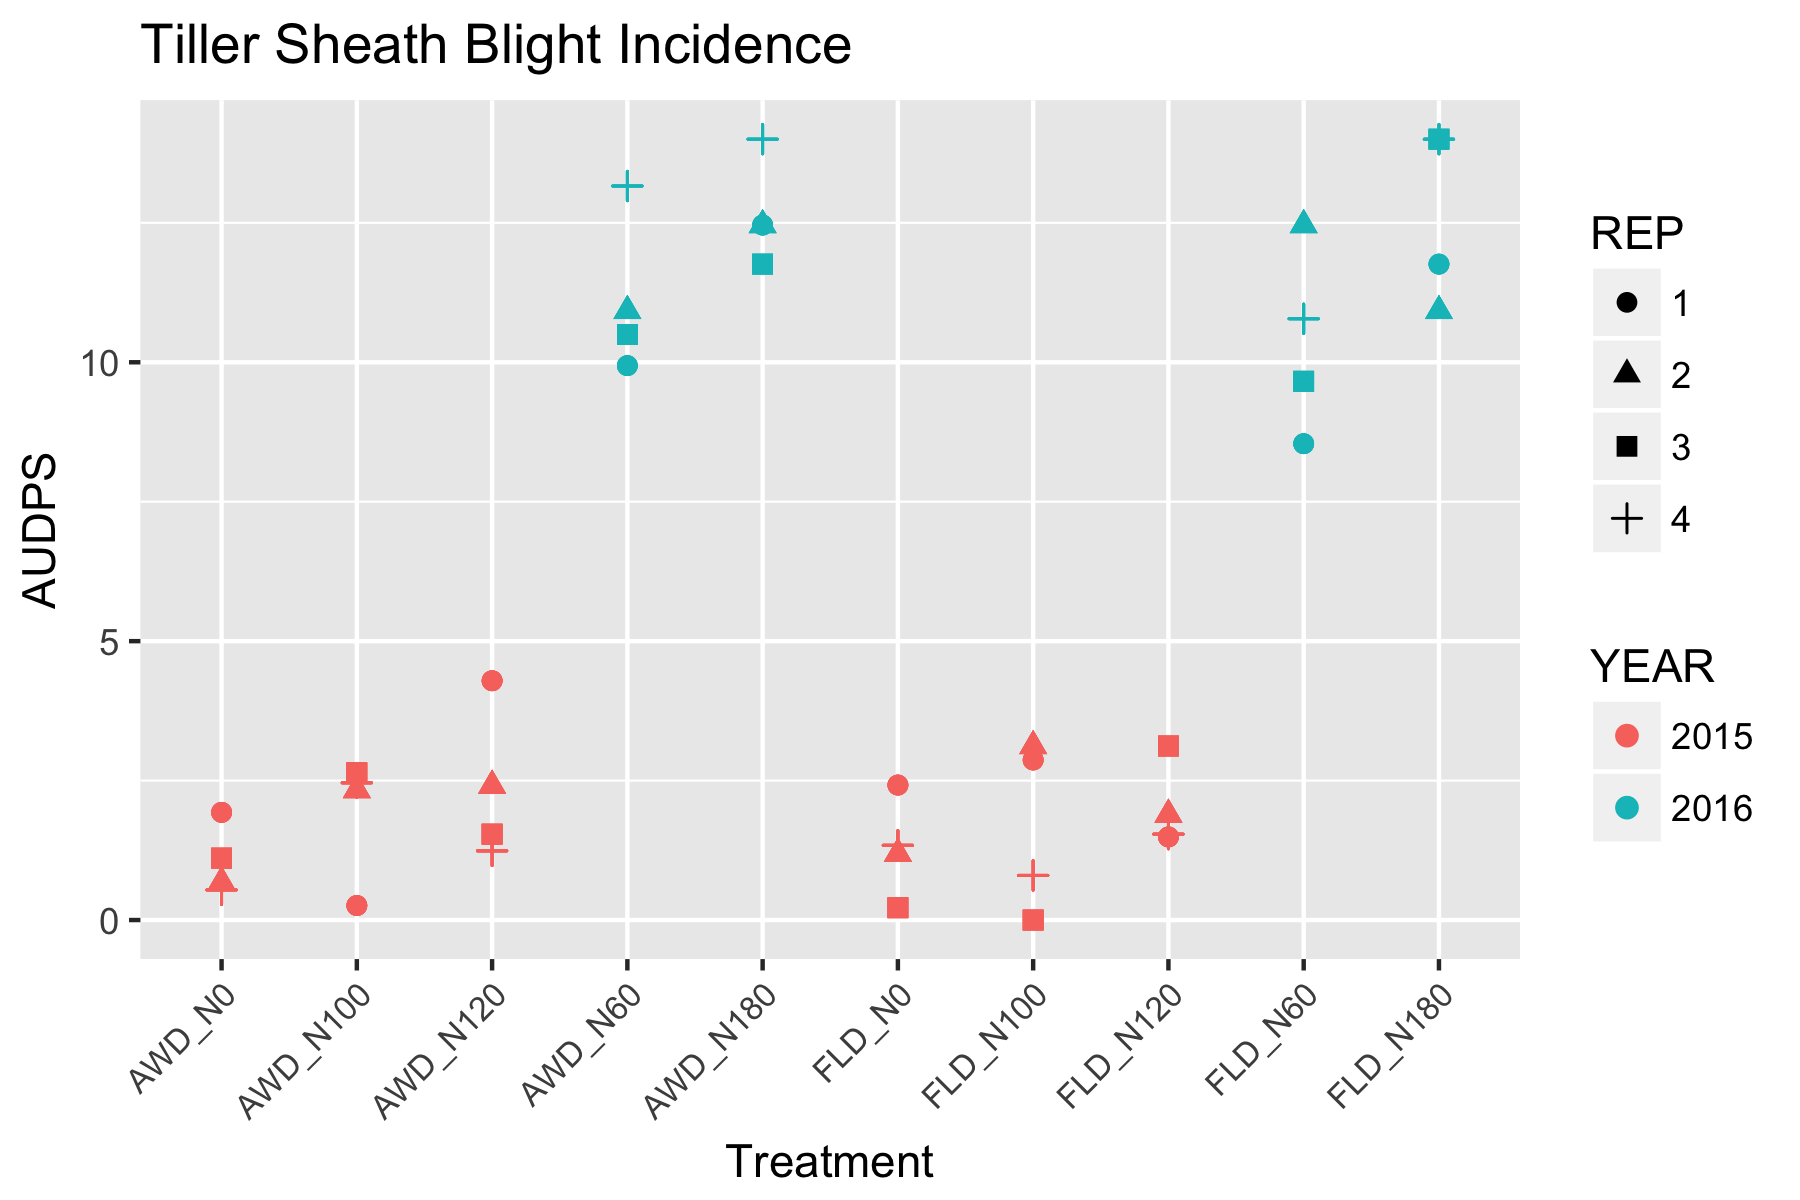 Tiller Sheath Blight Incidence
AUDPS
10
5
0
AWD_N0
AWD_N100
AWD_N120
AWD_N60
AWD_N180
FLD_N0
FLD_N100
FLD_N120
FLD_N60
FLD_N180
Treatment
REP
1
2
3
4
YEAR
2015
2016